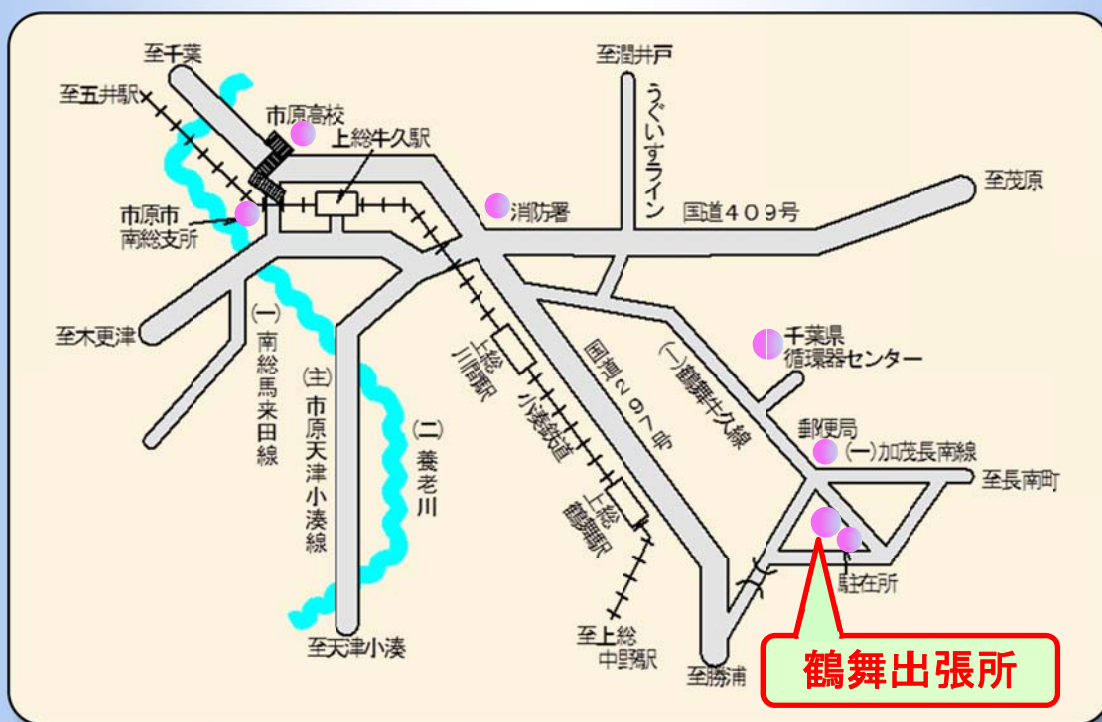 至千葉
至五井駅
市原高校
上総牛久駅
至潤井戸
うぐいすライン
至茂原
消防署
国道409号
市原市
南総支所
至木更津
(一)南総馬来田線
(主)市原天津小湊線
(二)養老川
上総
川間駅
小湊鉄道
国道297号
(一)鶴舞牛久線
千葉県
循環器センター
郵便局
(一)加茂長南線
至長南町
上総
鶴舞駅
駐在所
至天津小湊
至上総
中野駅
至勝浦
鶴舞出張所